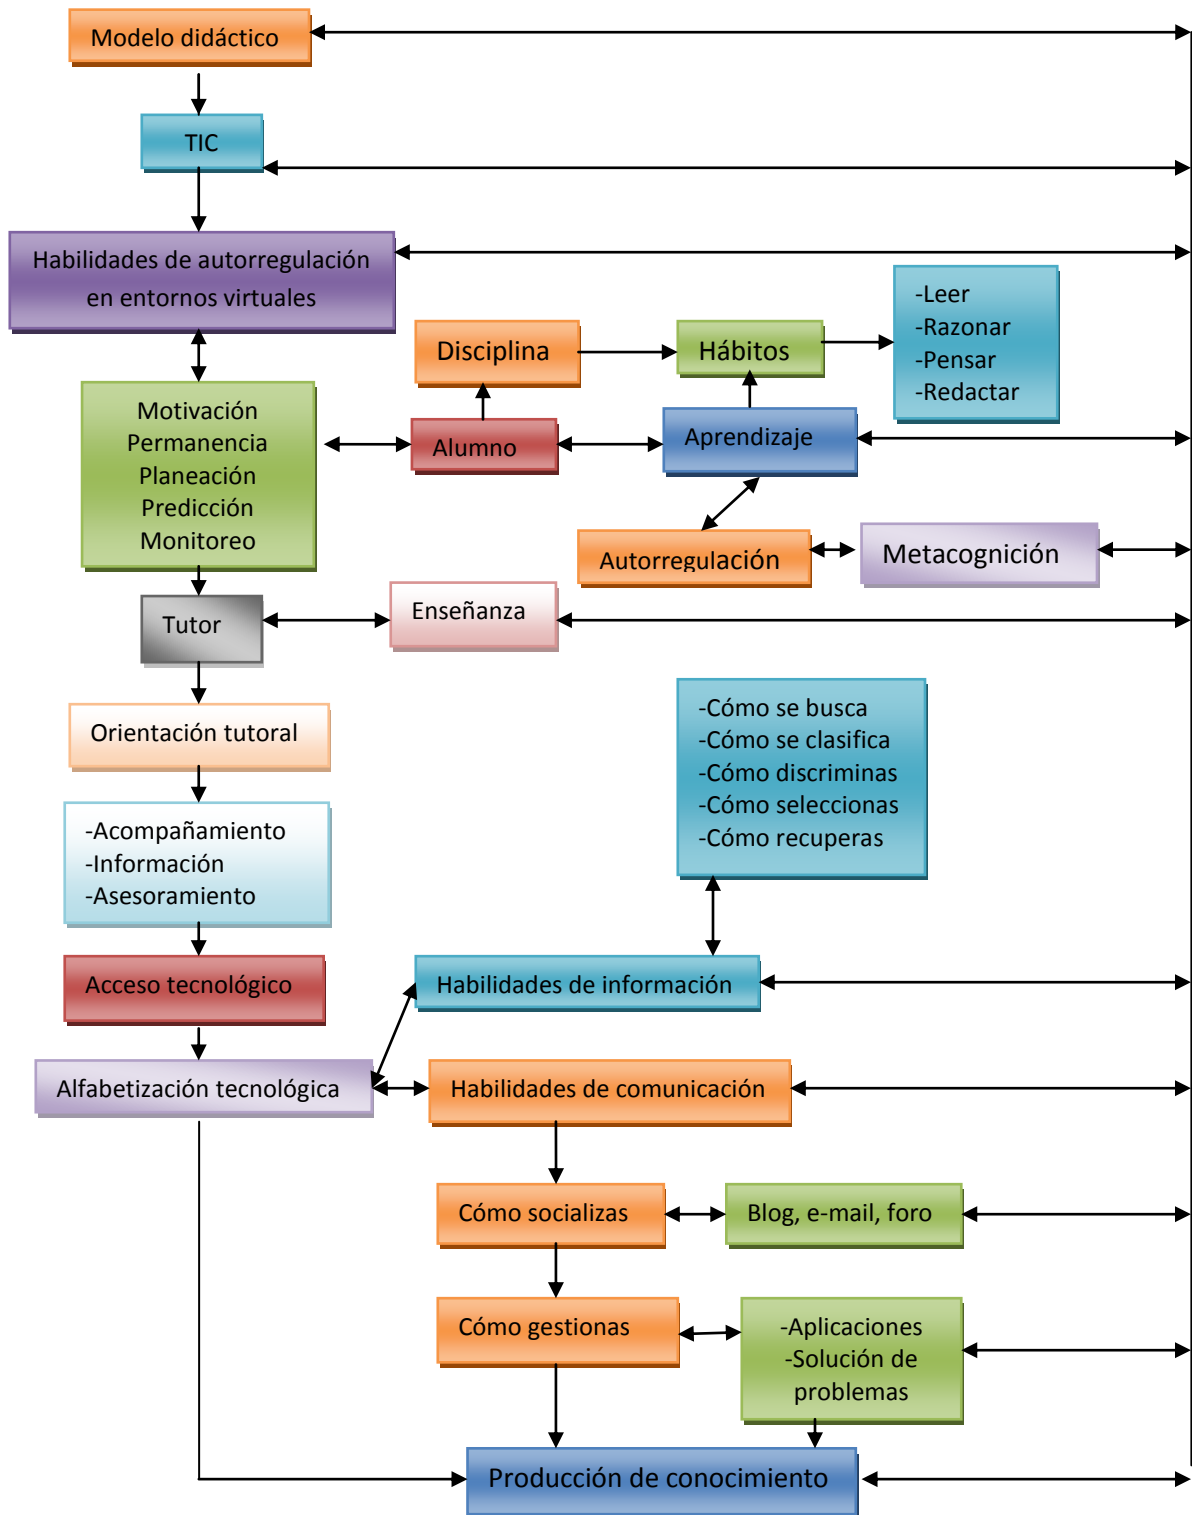 Modelo didáctico
TIC
Habilidades de autorregulación
en entornos virtuales
-Leer
-Razonar
-Pensar
-Redactar
Disciplina
Hábitos
Motivación
Permanencia
Planeación
Predicción
Monitoreo
Alumno
Aprendizaje
Autorregulación
Metacognición
Tutor
Enseñanza
Orientación tutoral
-Cómo se busca
-Cómo se clasifica
-Cómo discriminas
-Cómo seleccionas
-Cómo recuperas
-Acompañamiento
-Información
-Asesoramiento
Acceso tecnológico
Habilidades de información
Alfabetización tecnológica
Habilidades de comunicación
Cómo socializas
Blog, e-mail, foro
Cómo gestionas
-Aplicaciones
-Solución de
problemas
Producción de conocimiento